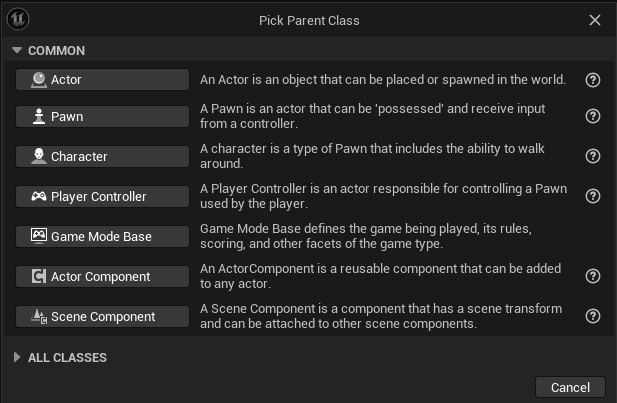 Pick Parent Class
COMMON
Actor
An Actor is an object that can be placed or spawned in the world.
Pawn
A Pawn is an actor that can be 'possessed' and receive input
from a controller.
Character
A character is a type of Pawn that includes the ability to walk
around.
Player Controller
A Player Controller is an actor responsible for controlling a Pawn
used by the player.
Game Mode Base
Game Mode Base defines the game being played, its rules,
scoring, and other facets of the game type.
Actor Component
An ActorComponent is a reusable component that can be added
to any actor.
Scene Component
A Scene Component is a component that has a scene transform
and can be attached to other scene components.
ALL CLASSES
Cancel